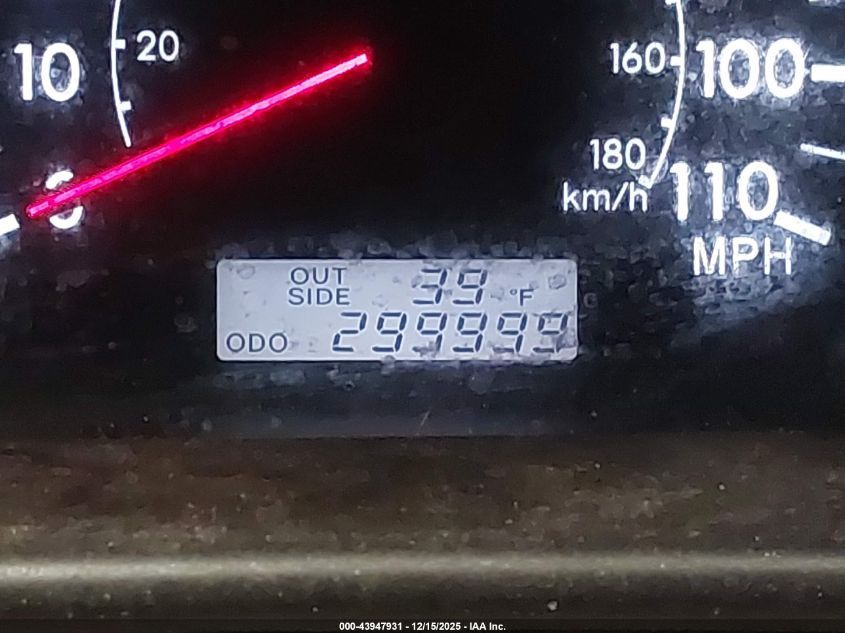 10 20 160 100
0 180 110
km/h
MPH
OUT
SIDE 39 °F
ODO 299999
000-43947931 - 12/15/2025 - IAA Inc.